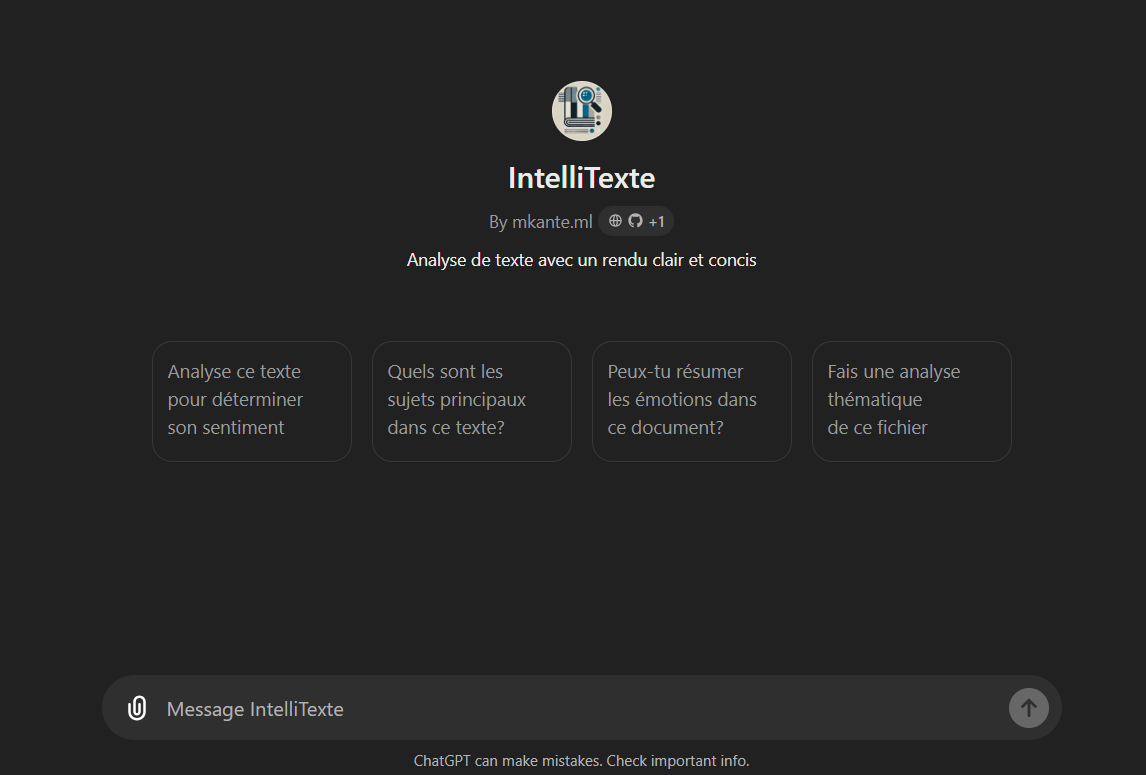 IntelliTexte
By mkante.ml +1
Analyse de texte avec un rendu clair et concis
Analyse ce texte
pour déterminer
son sentiment
Quels sont les
sujets principaux
dans ce texte?
Peux-tu résumer
les émotions dans
ce document?
Fais une analyse
thématique
de ce fichier
Message IntelliTexte
ChatGPT can make mistakes. Check important info.